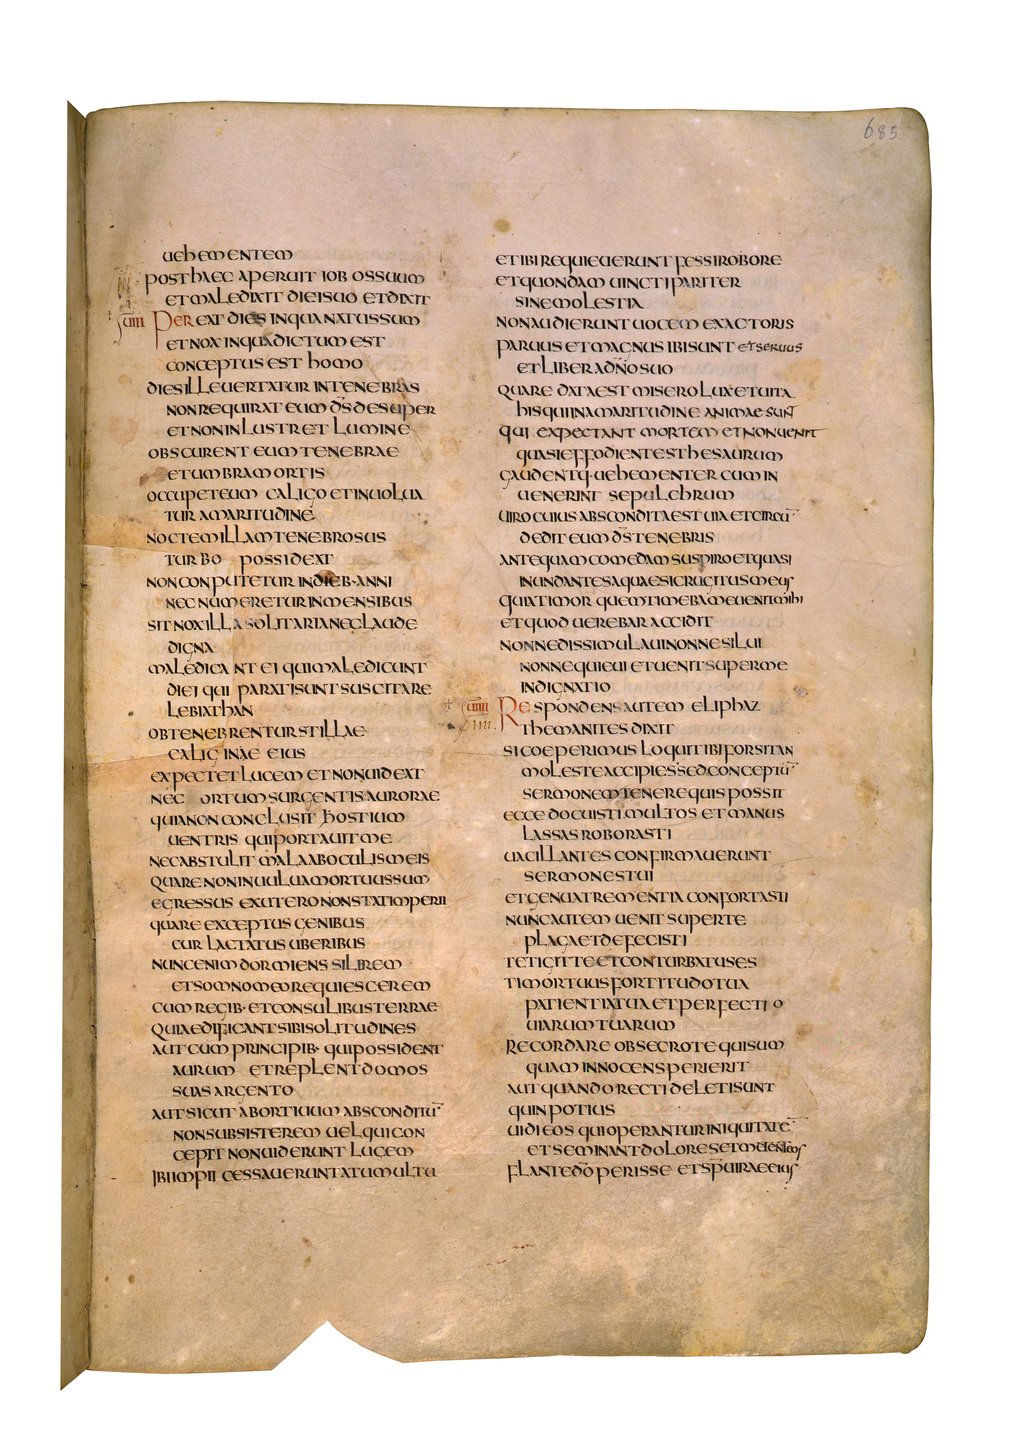 685
uehementem
post haec aperuit iob os suum
et maledixit diei suo et dixit
uiii Pereat dies in qua natus sum
et nox in qua dictum est
conceptus est homo
dies ille uertatur in tenebras
non requirat eum d̅s̅ desuper
et non inlustret lumine
obscurent eum tenebrae
et umbra mortis
occupet eum caligo et inuolua
tur amaritudine
noctem illam tenebrosus
turbo possideat
non conputetur in dieb· anni
nec numeretur in mensibus
sit nox illa solitaria nec laude
digna
maledicant ei qui maledicunt
diei qui parati sunt suscitare
lebiathan
obtenebrentur stillae
caliginae eius
expectet lucem et non uideat
nec ortum surgentis aurorae
quia non conclusit hostium
uentris qui portauit me
nec abstulit mala ab oculis meis
quare non in uulua mortuus sum
egressus ex utero non statim perii
quare exceptus genibus
cur lactatus uberibus
nunc enim dormiens silerem
et somno meo requiescerem
cum regib· et consulibus terrae
qui aedificant sibi solitudines
aut cum principib· qui possident
aurum et replent domos
suas argento
aut sicut abortiuum absconditū
non subsisterem uel qui con
cepti non uiderunt lucem
ibi impii cessauerunt a tumultu
et ibi requieuerunt fessi robore
et quondam uincti pariter
sine molestia
non audierunt uocem exactoris
paruus et magnus ibi sunt et seruus
et liber a d̅n̅o suo
quare data est misero lux et uita
his qui in amaritudine animae sunt
qui expectant mortem et non uenit
quasi effodientes thesaurum
gaudentq· uehementer cum in
uenerint sepulchrum
uiro cuius abscondita est uia et circū
dedit eum d̅s̅ tenebris
antequam comedam suspiro et quasi
inundantes aquae sic rugitus meus
quia timor quem timebam euenit mihi
et quod uerebar accidit
nonne dissimulaui nonne silui
nonne quieui et uenit super me
indignatio
uiiii Respondens autem eliphaz
themanites dixit
si coeperimus loqui tibi forsitan
moleste accipies sed conceptū
sermonem tenere quis possit
ecce docuisti multos et manus
lassas roborasti
uacillantes confirmauerunt
sermones tui
et genua trementia confortasti
nunc autem uenit super te
plaga et defecisti
tetigit te et conturbatus es
timor tuus fortitudo tua
patientia tua et perfectio
uiarum tuarum
recordare obsecro te quis um
quam innocens perierit
aut quando recti deleti sunt
quin potius
uidi eos qui operantur iniquitatē
et seminant dolores et metent eos
flante d̅o̅ perisse et sp̅u irae eius